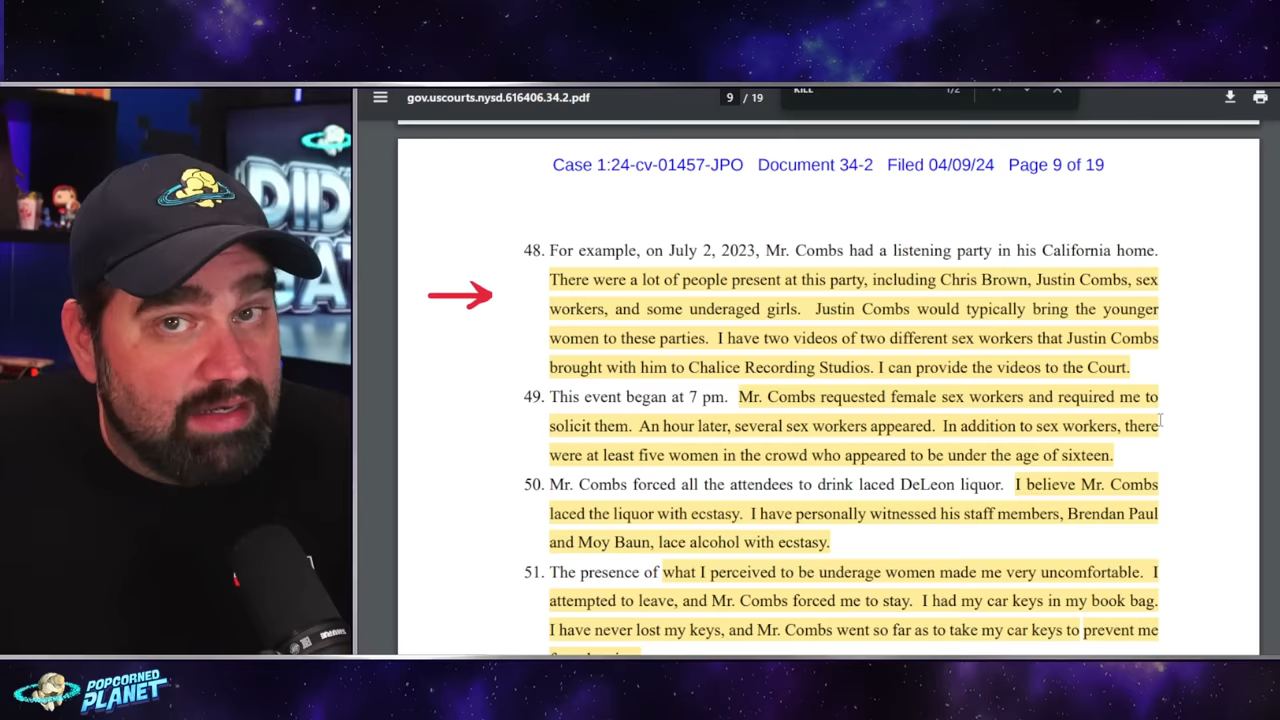 gov.uscourts.nysd.616406.34.2.pdf
9 / 19
KILL
1/2
Case 1:24-cv-01457-JPO Document 34-2 Filed 04/09/24 Page 9 of 19
48. For example, on July 2, 2023, Mr. Combs had a listening party in his California home.
There were a lot of people present at this party, including Chris Brown, Justin Combs, sex
workers, and some underaged girls. Justin Combs would typically bring the younger
women to these parties. I have two videos of two different sex workers that Justin Combs
brought with him to Chalice Recording Studios. I can provide the videos to the Court.
49. This event began at 7 pm. Mr. Combs requested female sex workers and required me to
solicit them. An hour later, several sex workers appeared. In addition to sex workers, there
were at least five women in the crowd who appeared to be under the age of sixteen.
50. Mr. Combs forced all the attendees to drink laced DeLeon liquor. I believe Mr. Combs
laced the liquor with ecstasy. I have personally witnessed his staff members, Brendan Paul
and Moy Baun, lace alcohol with ecstasy.
51. The presence of what I perceived to be underage women made me very uncomfortable. I
attempted to leave, and Mr. Combs forced me to stay. I had my car keys in my book bag.
I have never lost my keys, and Mr. Combs went so far as to take my car keys to prevent me
POPCORNED
PLANET